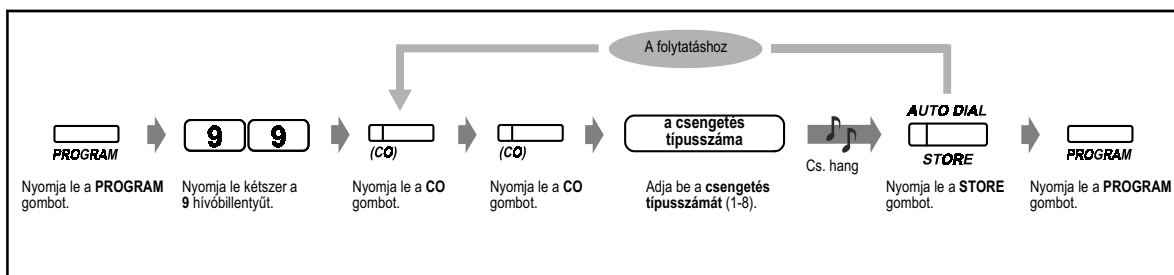 A folytatáshoz
PROGRAM
9 9
(CO)
(CO)
a csengetés
típusszáma
Cs. hang
AUTO DIAL
STORE
PROGRAM
Nyomja le a PROGRAM
gombot.
Nyomja le kétszer a
9 hívóbillentyűt.
Nyomja le a CO
gombot.
Nyomja le a CO
gombot.
Adja be a csengetés
típusszámát (1-8).
Nyomja le a STORE
gombot.
Nyomja le a PROGRAM
gombot.